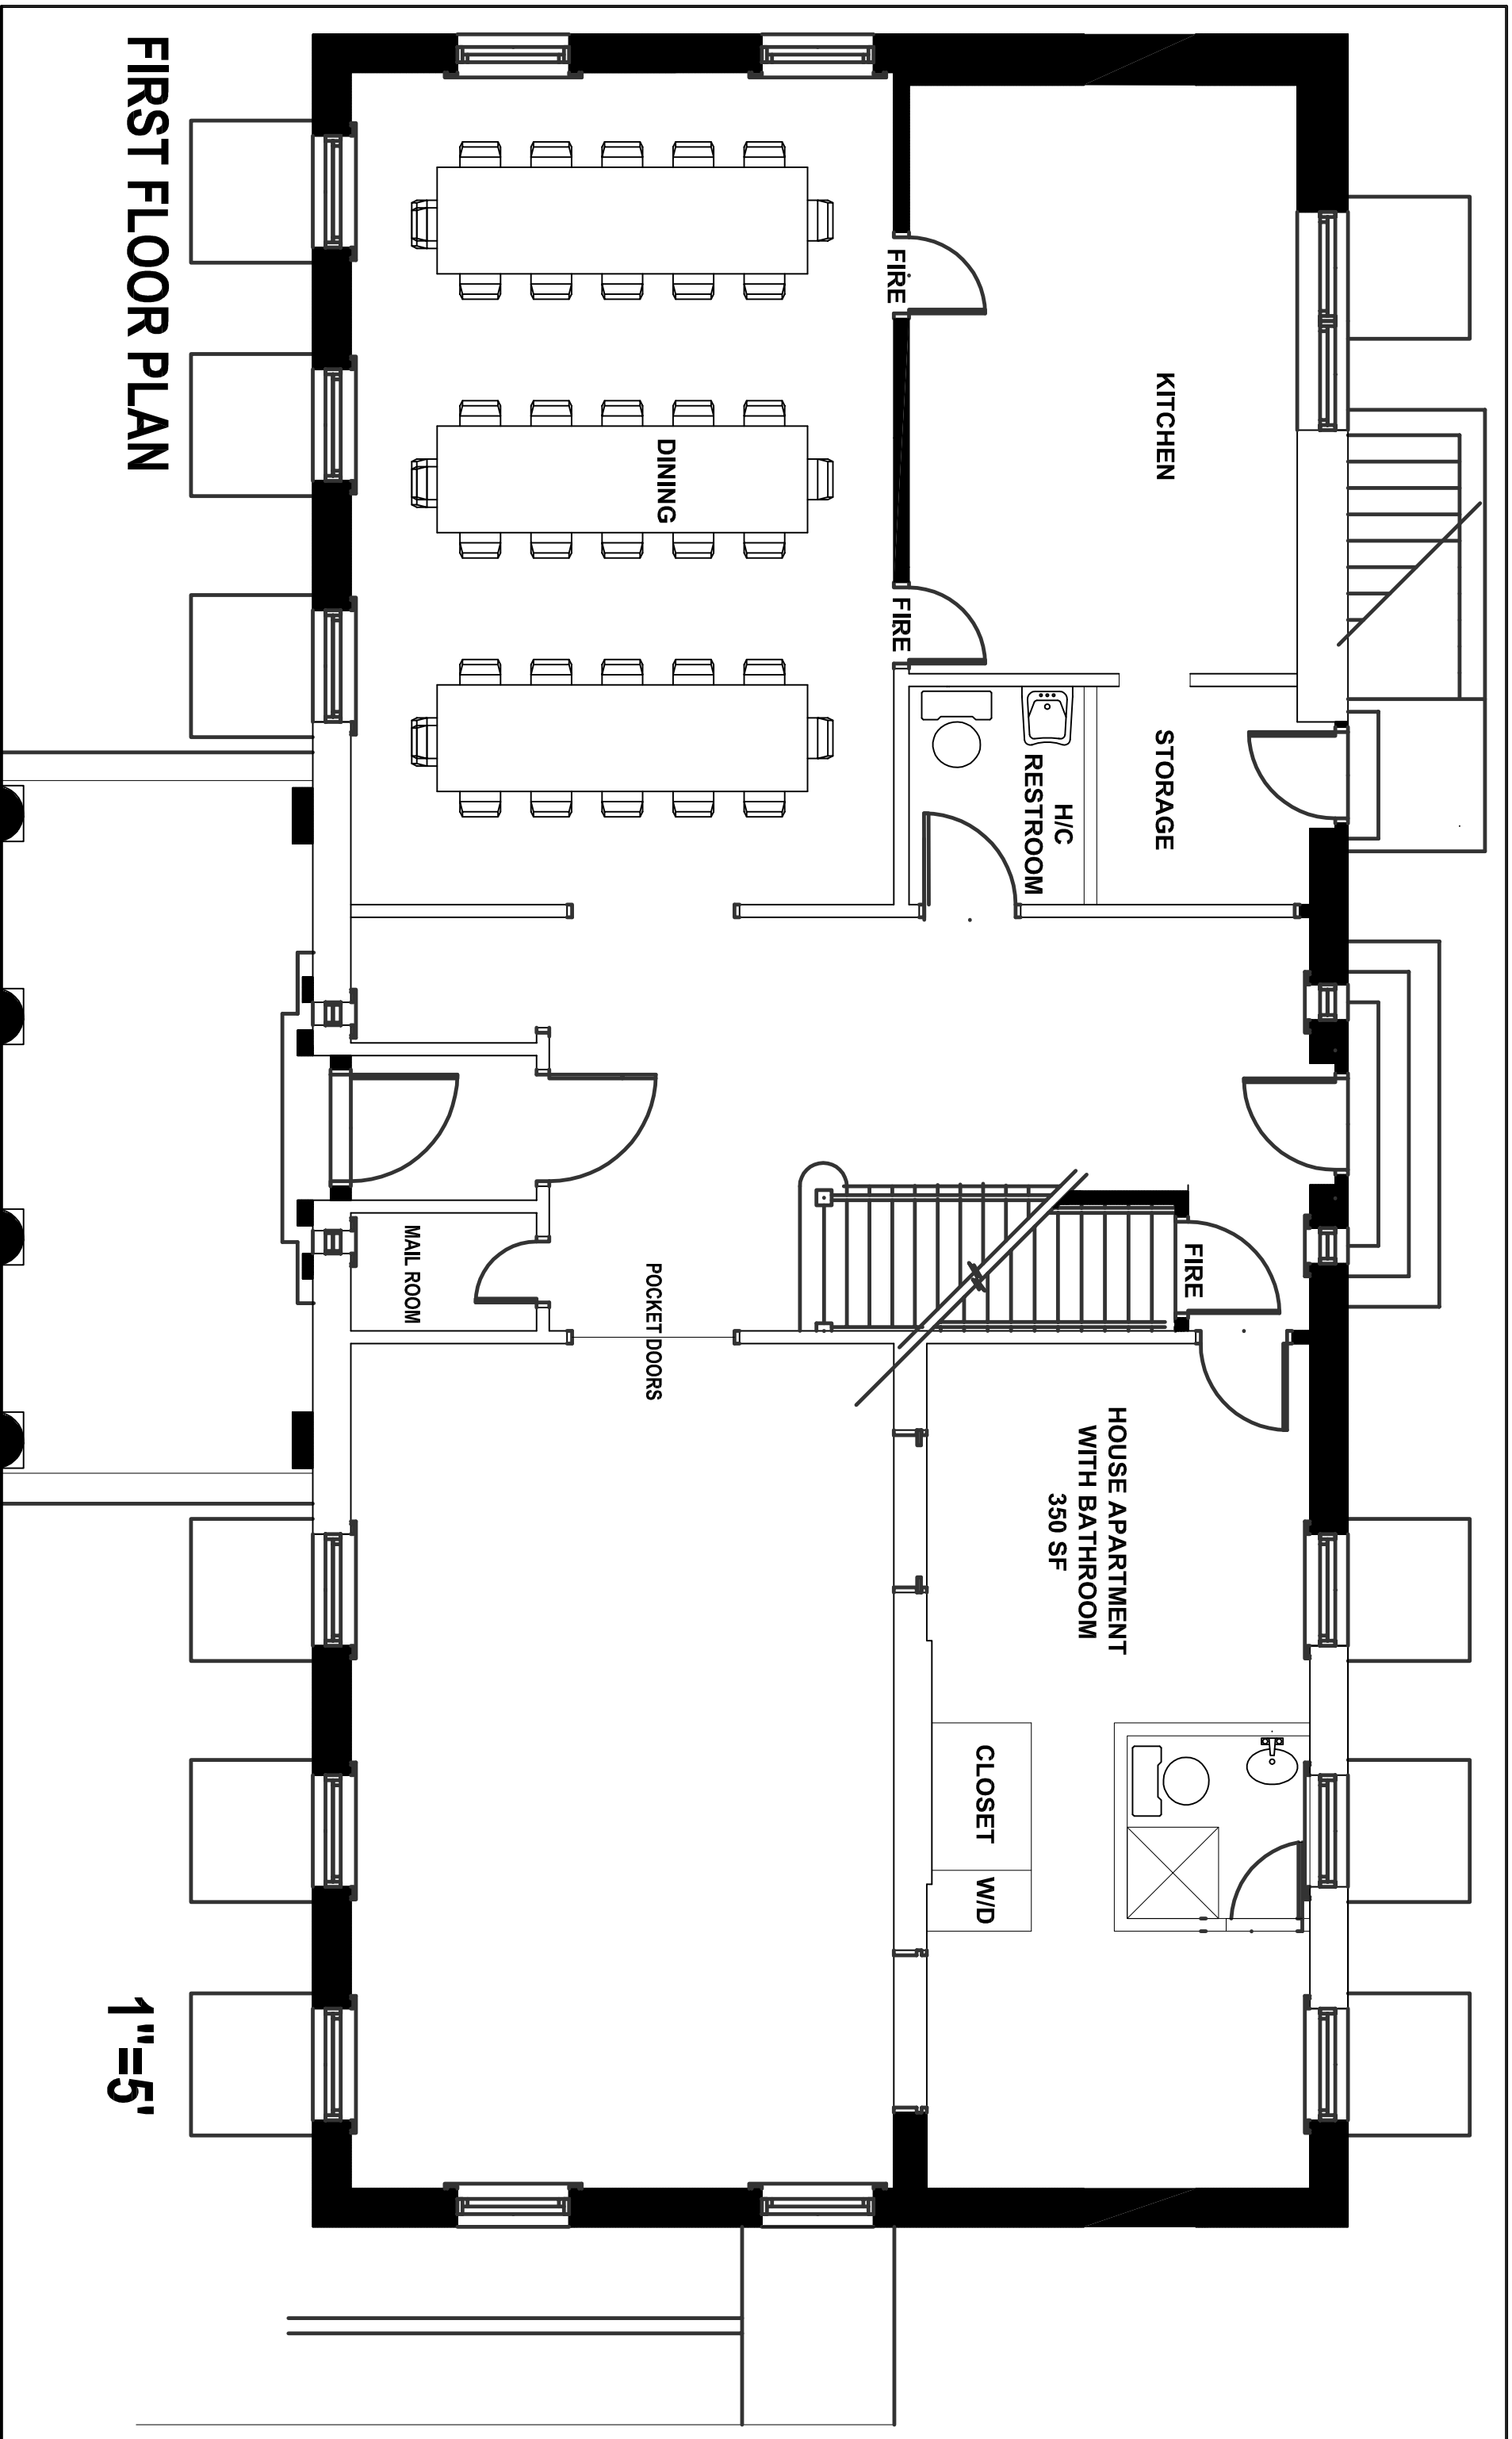 KITCHEN
STORAGE
H/C
RESTROOM
FIRE
FIRE
DINING
FIRE
HOUSE APARTMENT
WITH BATHROOM
350 SF
CLOSET
W/D
POCKET DOORS
MAIL ROOM
FIRST FLOOR PLAN
1"=5'